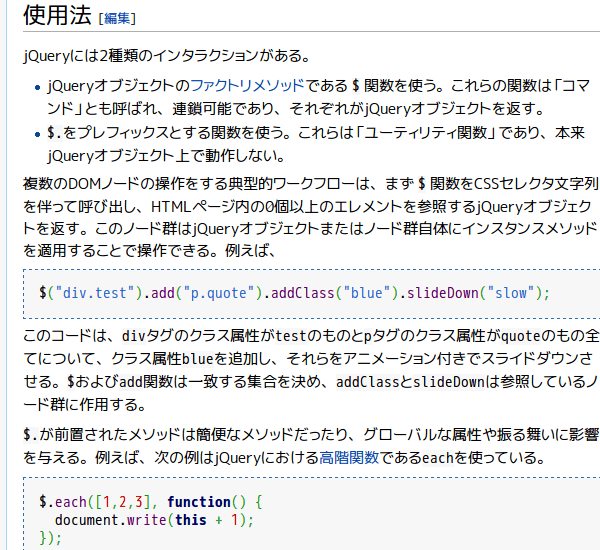 使用法 [編集]
jQueryには2種類のインタラクションがある。
jQueryオブジェクトのファクトリメソッドである $ 関数を使う。これらの関数は「コマ
ンド」とも呼ばれ、連鎖可能であり、それぞれがjQueryオブジェクトを返す。
$.をプレフィックスとする関数を使う。これらは「ユーティリティ関数」であり、本来
jQueryオブジェクト上で動作しない。
複数のDOMノードの操作をする典型的ワークフローは、まず $ 関数をCSSセレクタ文字列
を伴って呼び出し、HTMLページ内の0個以上のエレメントを参照するjQueryオブジェク
トを返す。このノード群はjQueryオブジェクトまたはノード群自体にインスタンスメソッド
を適用することで操作できる。例えば、
$("div.test").add("p.quote").addClass("blue").slideDown("slow");
このコードは、divタグのクラス属性がtestのものとpタグのクラス属性がquoteのもの全
てについて、クラス属性blueを追加し、それらをアニメーション付きでスライドダウンさ
せる。$およびadd関数は一致する集合を決め、addClassとslideDownは参照しているノ
ード群に作用する。
$.が前置されたメソッドは簡便なメソッドだったり、グローバルな属性や振る舞いに影響
を与える。例えば、次の例はjQueryにおける高階関数であるeachを使っている。
$.each([1,2,3], function() {
  document.write(this + 1);
});